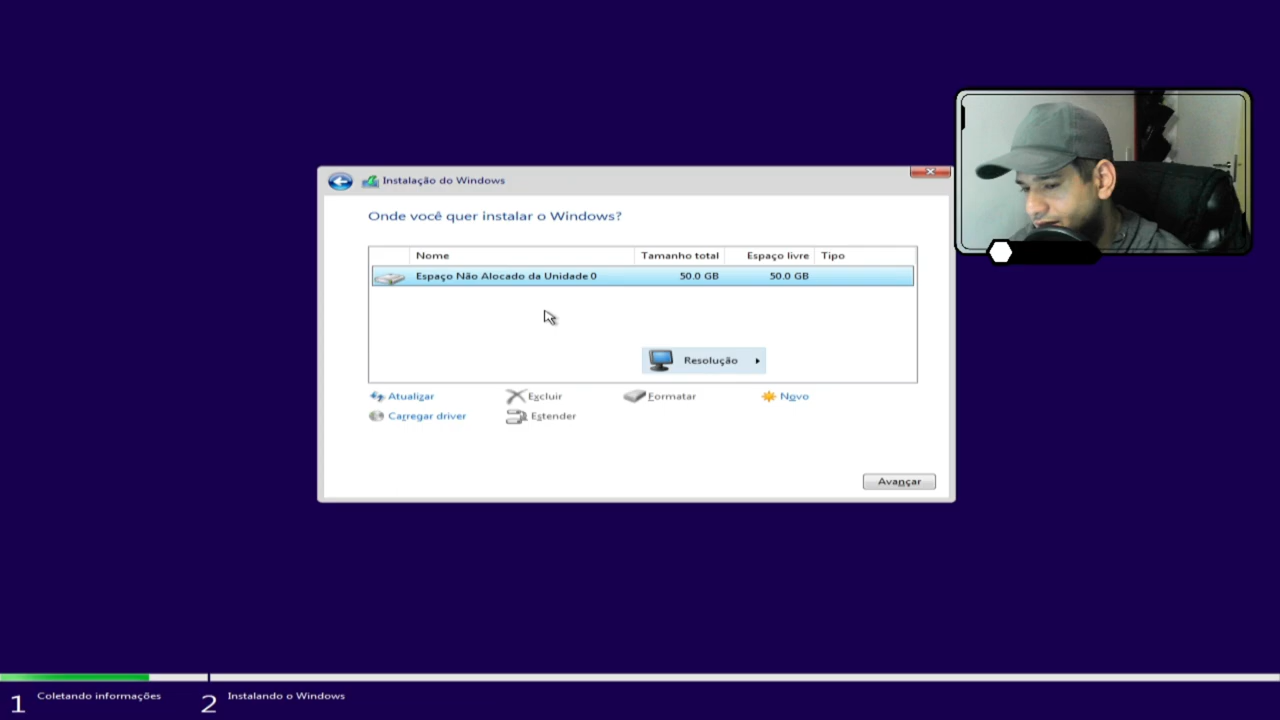 Instalação do Windows
Onde você quer instalar o Windows?
Nome Tamanho total Espaço livre Tipo
Espaço Não Alocado da Unidade 0 50.0 GB 50.0 GB
Resolução
Atualizar Excluir Formatar Novo
Carregar driver Estender
Avançar
1 Coletando informações 2 Instalando o Windows